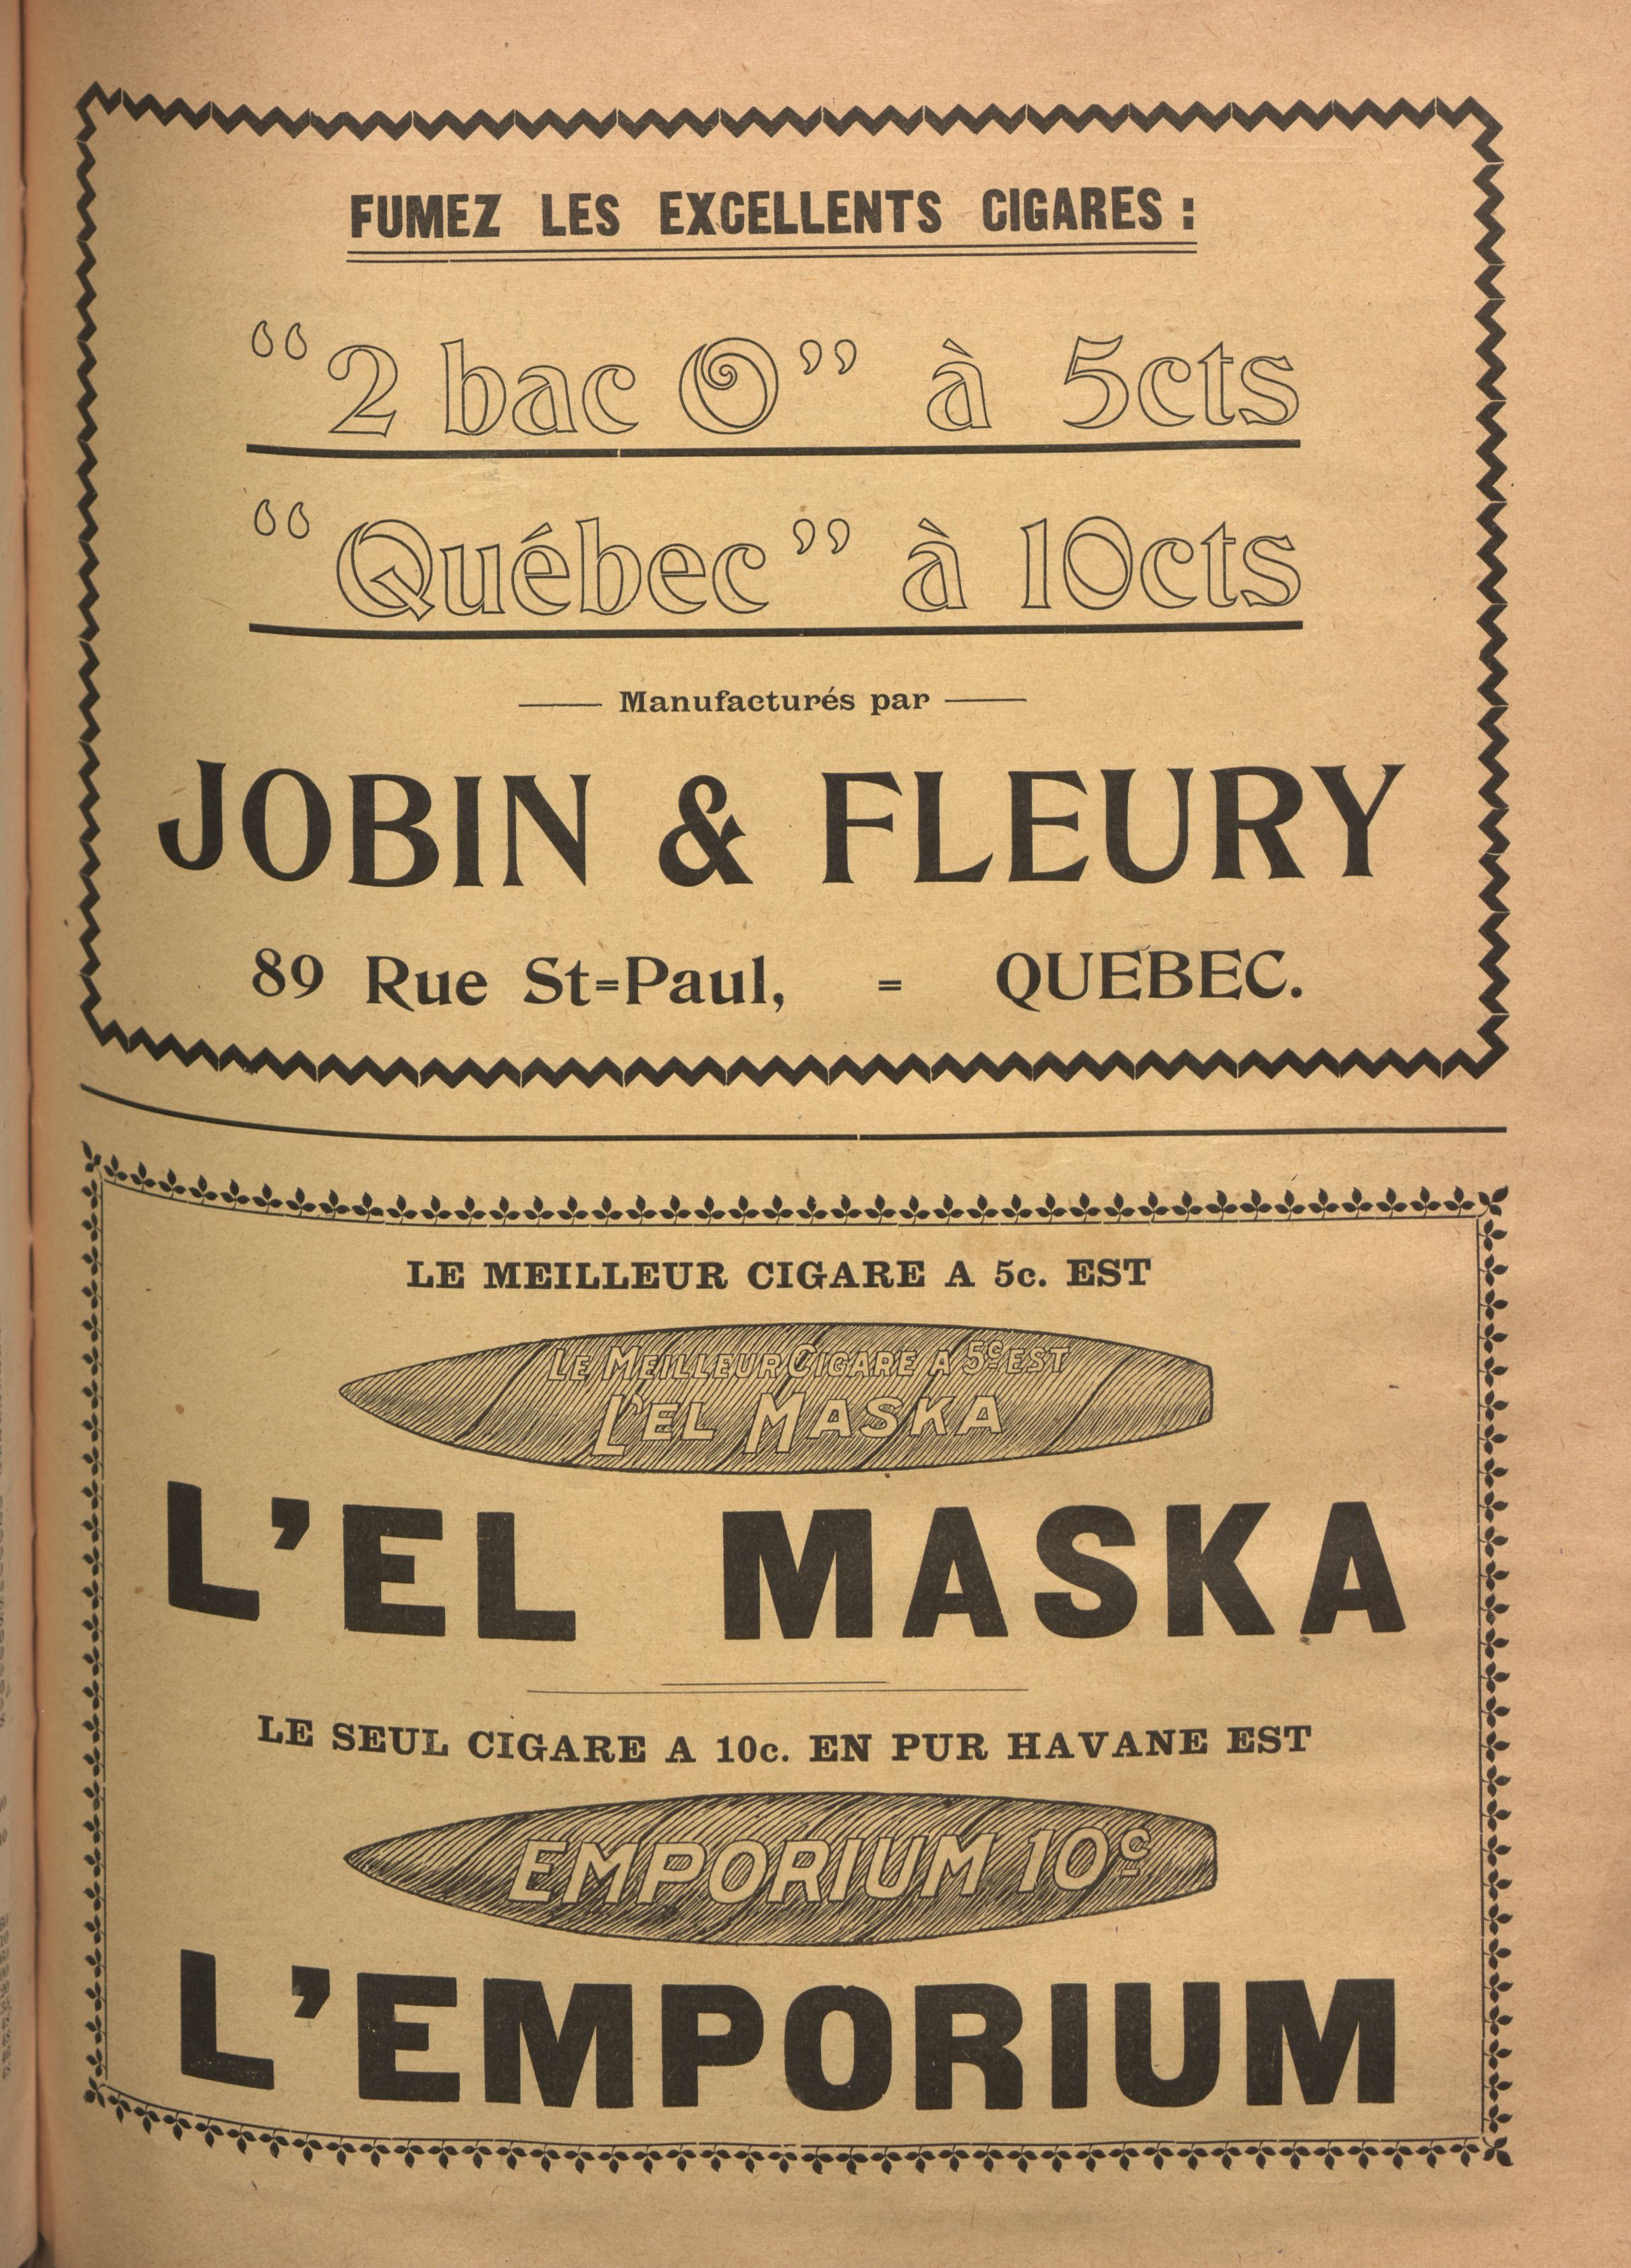 FUMEZ LES EXCELLENTS CIGARES :
“2 bac O” à 5cts
“Québec” à 10cts
Manufacturés par
JOBIN & FLEURY
89 Rue St=Paul, = QUEBEC.
LE MEILLEUR CIGARE A 5c. EST
LE MEILLEUR CIGARE A 5c EST
L'EL MASKA
L'EL MASKA
LE SEUL CIGARE A 10c. EN PUR HAVANE EST
EMPORIUM 10c
L'EMPORIUM